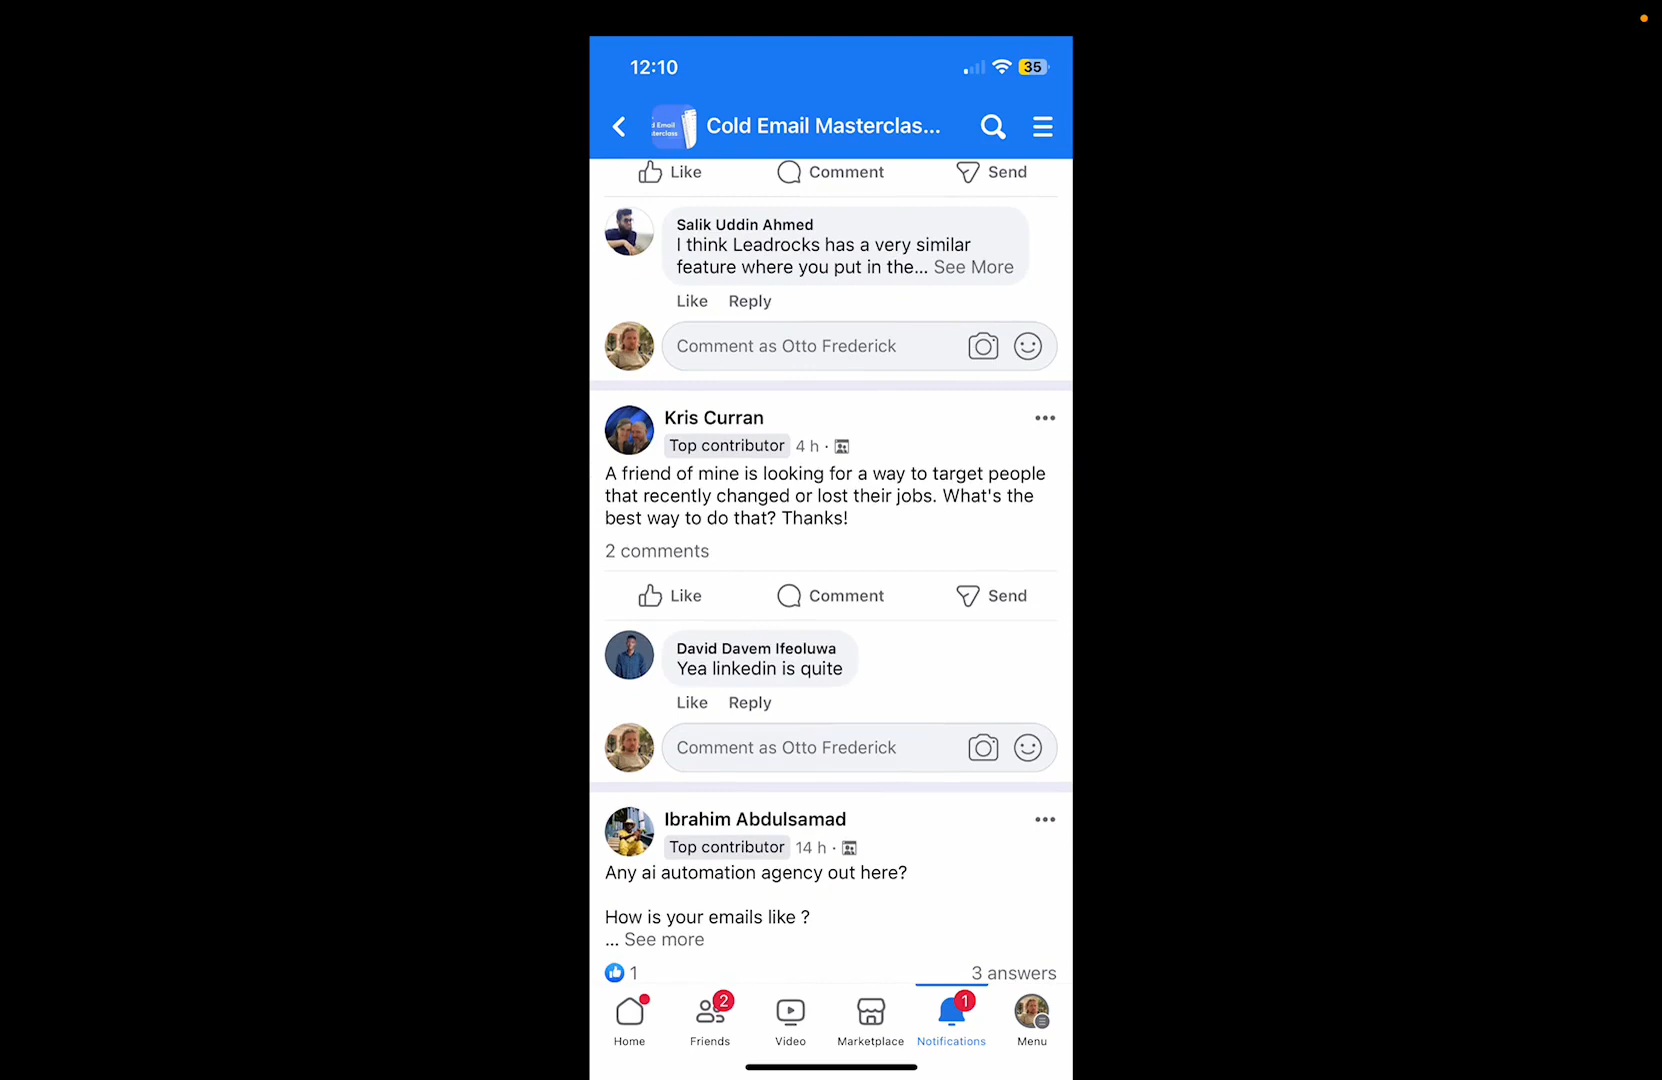 12:10
35
d Email
terclass
Cold Email Masterclas...
Like
Comment
Send
Salik Uddin Ahmed
I think Leadrocks has a very similar
feature where you put in the... See More
Like Reply
Comment as Otto Frederick
Kris Curran
Top contributor 4 h ·
A friend of mine is looking for a way to target people
that recently changed or lost their jobs. What's the
best way to do that? Thanks!
2 comments
Like
Comment
Send
David Davem Ifeoluwa
Yea linkedin is quite
Like Reply
Comment as Otto Frederick
Ibrahim Abdulsamad
Top contributor 14 h ·
Any ai automation agency out here?
How is your emails like ?
... See more
1
3 answers
2
1
Home
Friends
Video
Marketplace
Notifications
Menu